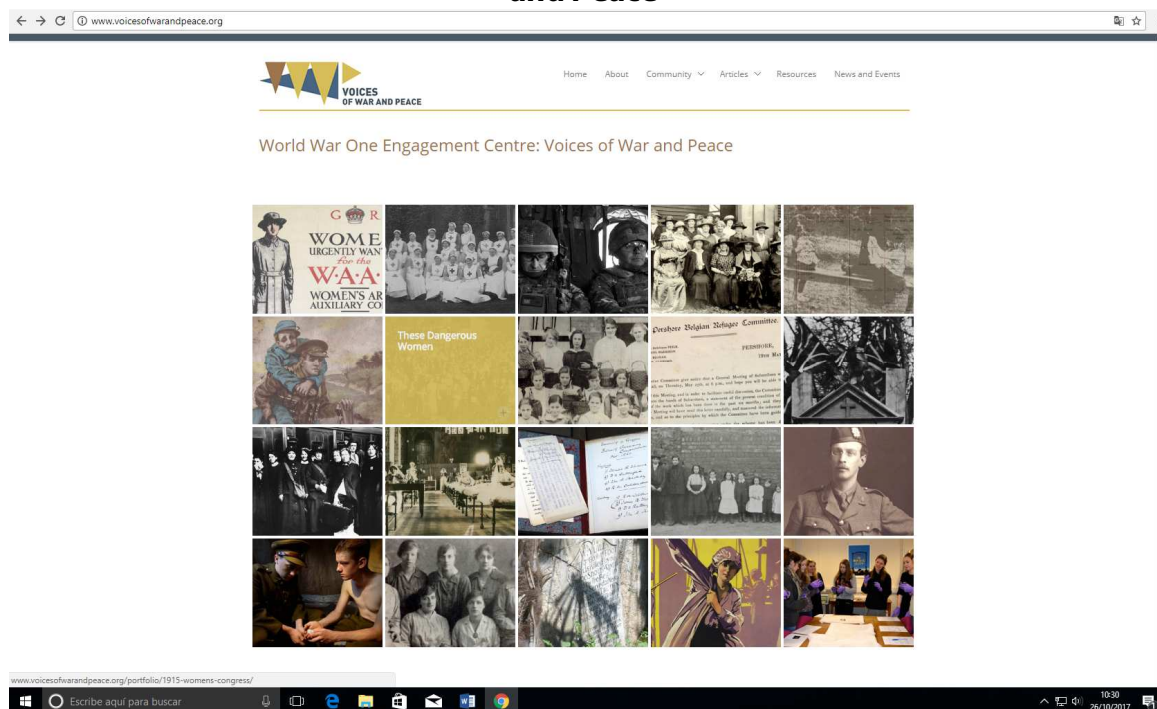 and Peace
www.voicesofwarandpeace.org
VOICES
OF WAR AND PEACE
Home About Community Articles Resources News and Events
World War One Engagement Centre: Voices of War and Peace
G R
WOME
URGENTLY WAN
for the
W.A.A.
WOMEN'S AR
AUXILIARY CO
These Dangerous
Women
Pershore Belgian Refugee Committee.
PERSHORE,
www.voicesofwarandpeace.org/portfolio/1915-womens-congress/
Escribe aquí para buscar
10:30
26/10/2017